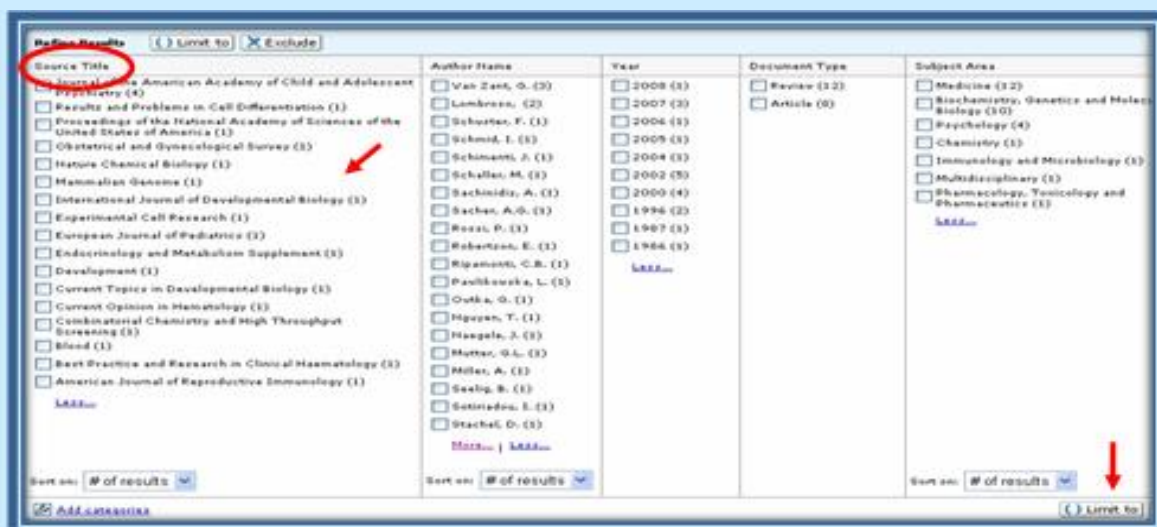 Refine Results
Limit to
Exclude
Source Title
Journal of the American Academy of Child and Adolescent
Psychiatry (4)
Results and Problems in Cell Differentiation (1)
Proceedings of the National Academy of Sciences of the
United States of America (1)
Obstetrical and Gynecological Survey (1)
Nature Chemical Biology (1)
Mammalian Genome (1)
International Journal of Developmental Biology (1)
Experimental Cell Research (1)
European Journal of Pediatrics (1)
Endocrinology and Metabolism Supplement (1)
Development (1)
Current Topics in Developmental Biology (1)
Current Opinion in Hematology (1)
Combinatorial Chemistry and High Throughput
Screening (1)
Blood (1)
Best Practice and Research in Clinical Haematology (1)
American Journal of Reproductive Immunology (1)
Less...
Sort on: # of results
Author Name
Van Zant, G. (3)
Lombroso, (2)
Schuster, F. (1)
Schmid, I. (1)
Schimenti, J. (1)
Schaller, M. (1)
Sachinidis, A. (1)
Sacher, A.G. (1)
Rossi, P. (1)
Robertson, E. (1)
Ripamonti, C.B. (1)
Pavlikovska, L. (1)
Outka, G. (1)
Nguyen, T. (1)
Naegele, J. (1)
Mutter, G.L. (1)
Miller, A. (1)
Seelig, B. (1)
Sotiriadou, I. (1)
Stachel, D. (1)
More... | Less...
Sort on: # of results
Year
2008 (1)
2007 (3)
2006 (1)
2005 (1)
2004 (1)
2002 (5)
2000 (4)
1996 (2)
1987 (1)
1986 (1)
Less...
Document Type
Review (12)
Article (8)
Subject Area
Medicine (12)
Biochemistry, Genetics and Molec
Biology (10)
Psychology (4)
Chemistry (1)
Immunology and Microbiology (1)
Multidisciplinary (1)
Pharmacology, Toxicology and
Pharmaceutics (1)
Less...
Sort on: # of results
Add categories
Limit to